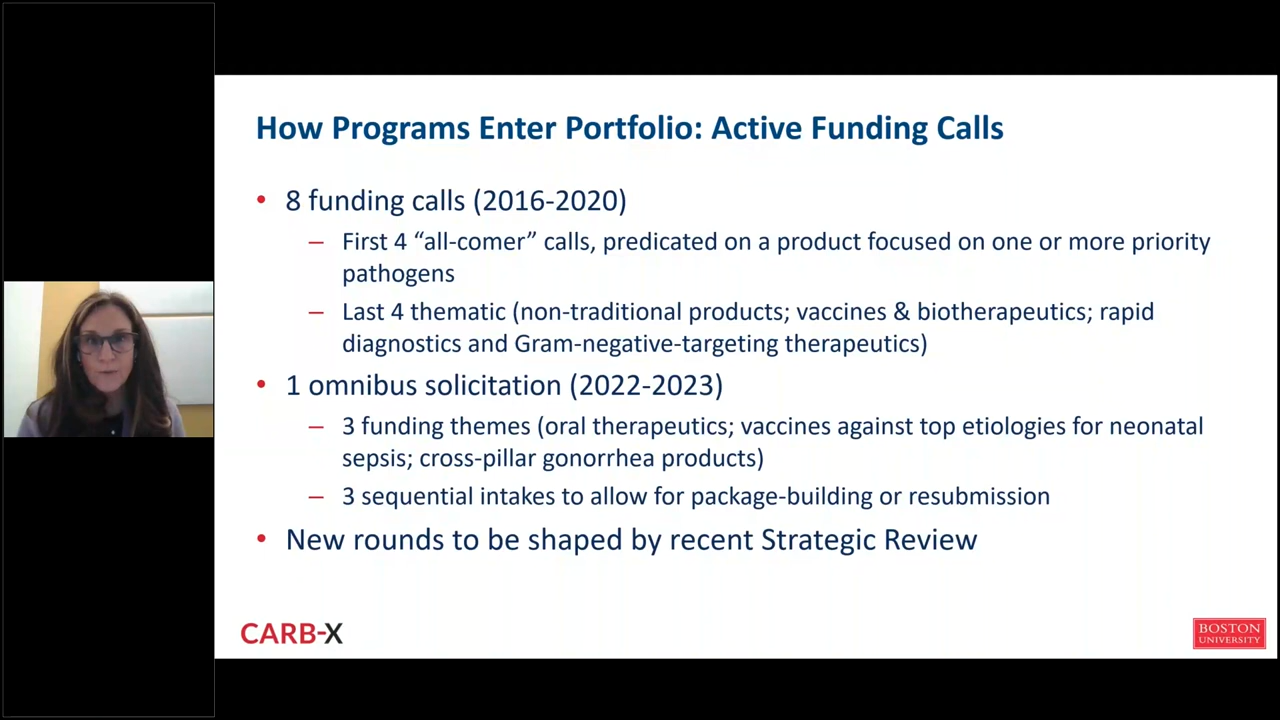 How Programs Enter Portfolio: Active Funding Calls
• 8 funding calls (2016-2020)
– First 4 “all-comer” calls, predicated on a product focused on one or more priority
pathogens
– Last 4 thematic (non-traditional products; vaccines & biotherapeutics; rapid
diagnostics and Gram-negative-targeting therapeutics)
• 1 omnibus solicitation (2022-2023)
– 3 funding themes (oral therapeutics; vaccines against top etiologies for neonatal
sepsis; cross-pillar gonorrhea products)
– 3 sequential intakes to allow for package-building or resubmission
• New rounds to be shaped by recent Strategic Review
CARB-X
BOSTON
UNIVERSITY